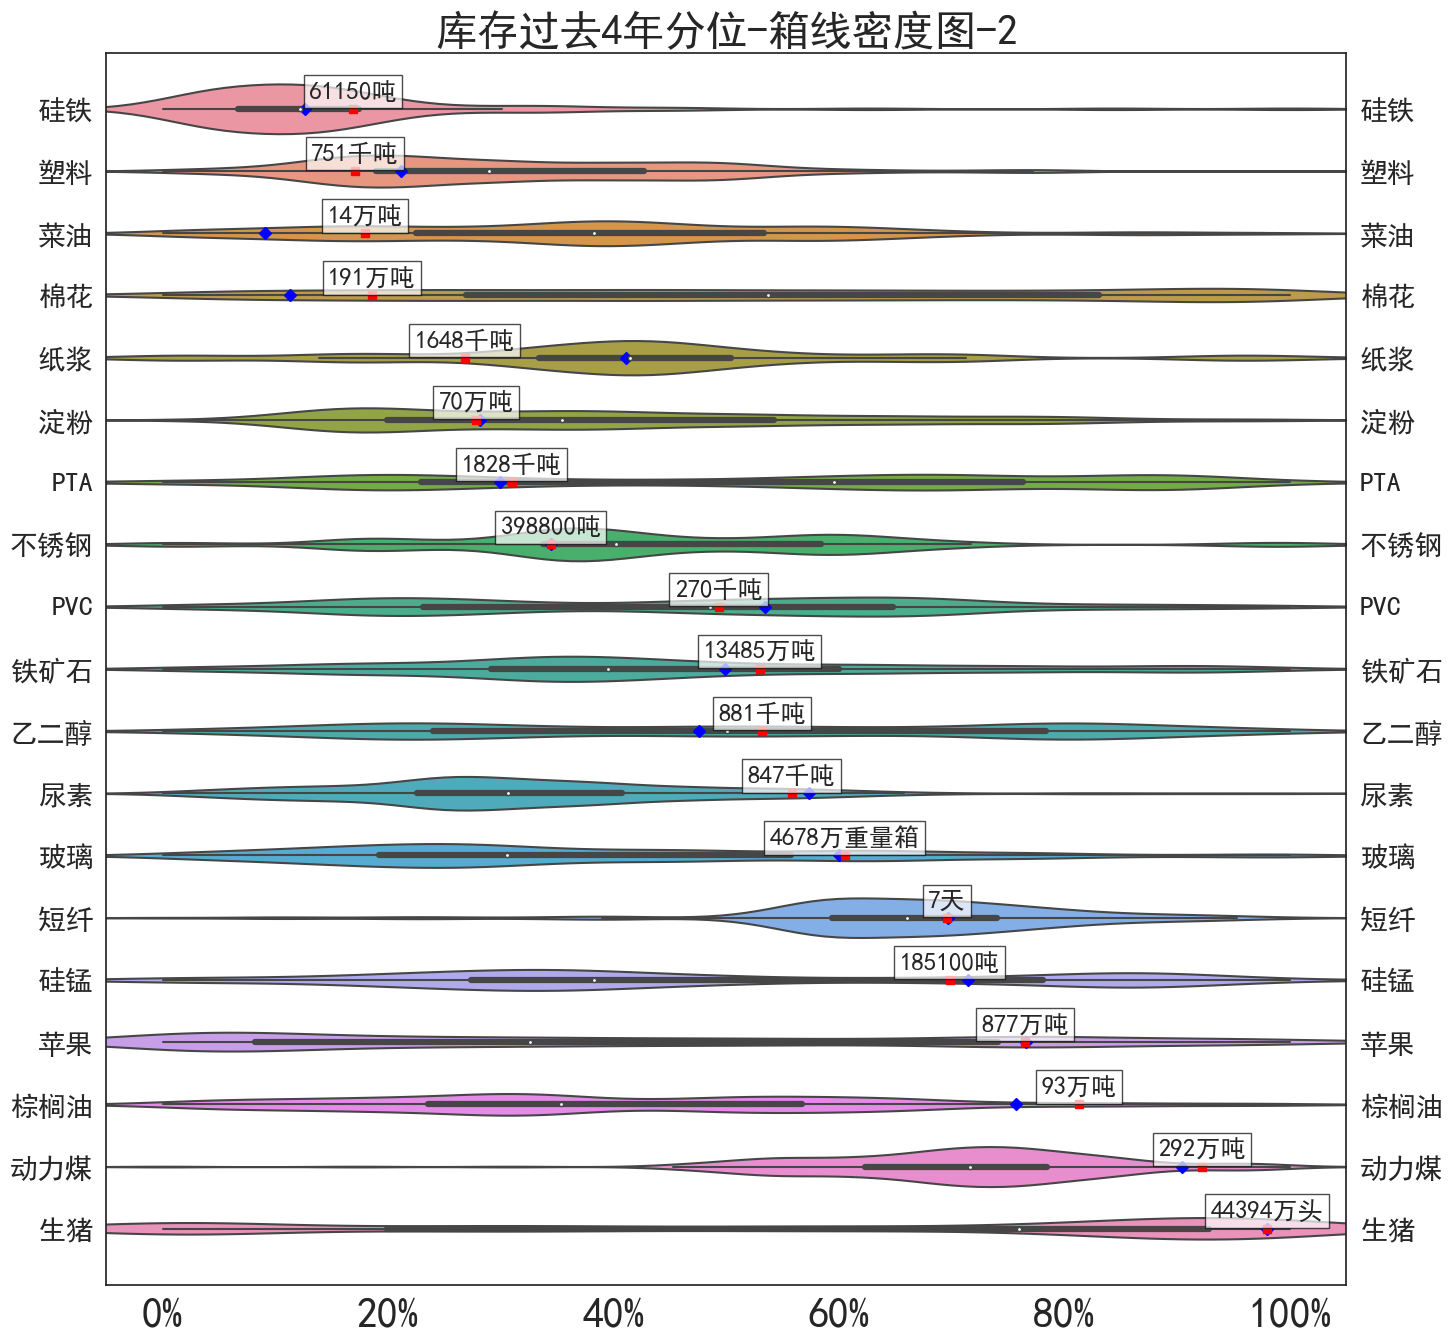 库存过去4年分位-箱线密度图-2
硅铁 61150吨 硅铁
塑料 751千吨 塑料
菜油 14万吨 菜油
棉花 191万吨 棉花
纸浆 1648千吨 纸浆
淀粉 70万吨 淀粉
PTA 1828千吨 PTA
不锈钢 398800吨 不锈钢
PVC 270千吨 PVC
铁矿石 13485万吨 铁矿石
乙二醇 881千吨 乙二醇
尿素 847千吨 尿素
玻璃 4678万重量箱 玻璃
短纤 7天 短纤
硅锰 185100吨 硅锰
苹果 877万吨 苹果
棕榈油 93万吨 棕榈油
动力煤 292万吨 动力煤
生猪 44394万头 生猪
0% 20% 40% 60% 80% 100%